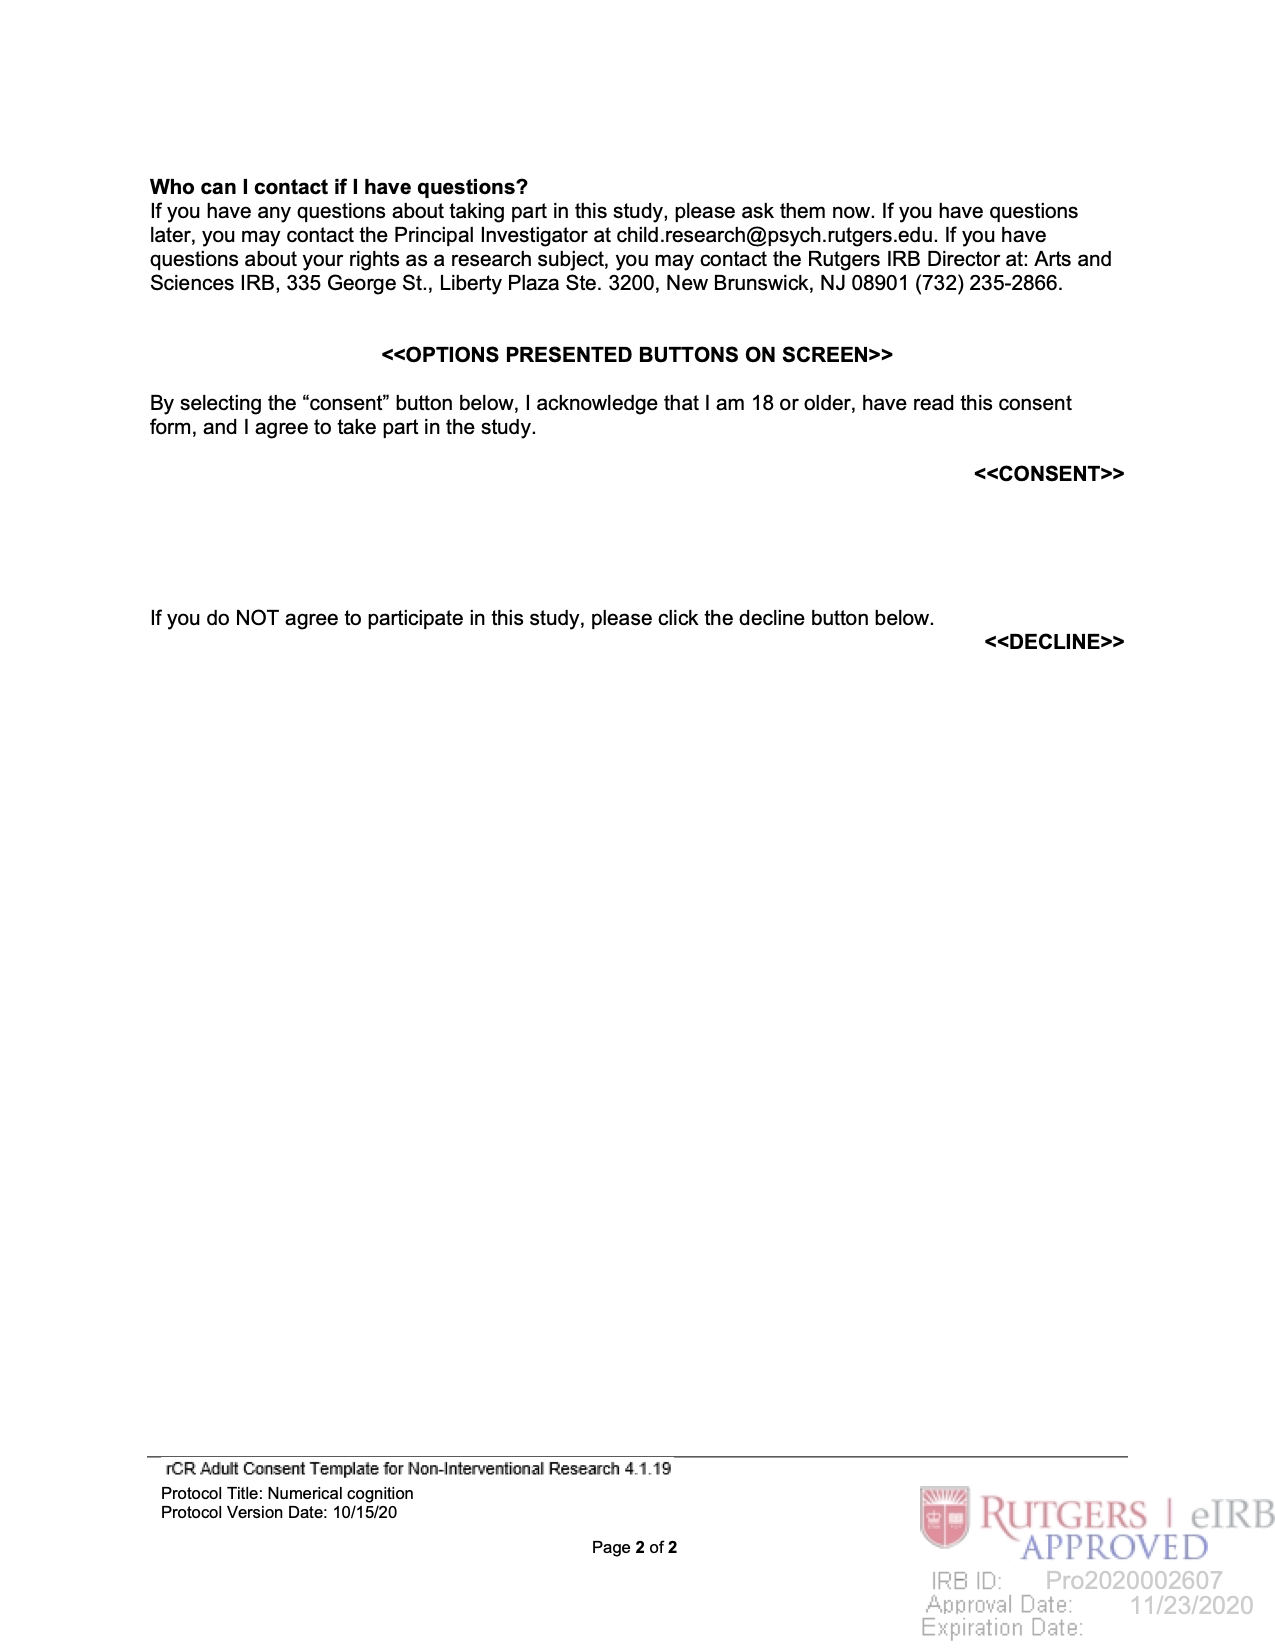 Who can I contact if I have questions?
If you have any questions about taking part in this study, please ask them now. If you have questions
later, you may contact the Principal Investigator at child.research@psych.rutgers.edu. If you have
questions about your rights as a research subject, you may contact the Rutgers IRB Director at: Arts and
Sciences IRB, 335 George St., Liberty Plaza Ste. 3200, New Brunswick, NJ 08901 (732) 235-2866.
<<OPTIONS PRESENTED BUTTONS ON SCREEN>>
By selecting the “consent” button below, I acknowledge that I am 18 or older, have read this consent
form, and I agree to take part in the study.
<<CONSENT>>
If you do NOT agree to participate in this study, please click the decline button below.
<<DECLINE>>
rCR Adult Consent Template for Non-Interventional Research 4.1.19
Protocol Title: Numerical cognition
Protocol Version Date: 10/15/20
Page 2 of 2
RUTGERS | eIRB
APPROVED
IRB ID: Pro2020002607
Approval Date: 11/23/2020
Expiration Date: